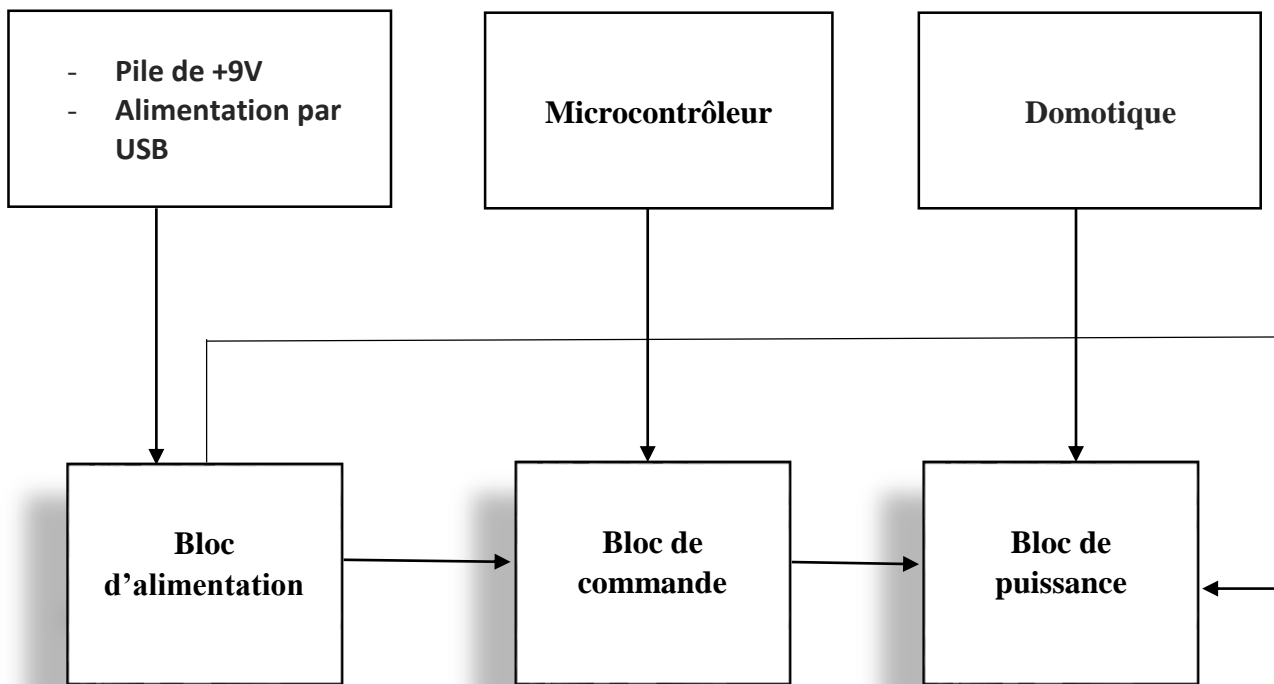 - Pile de +9V
- Alimentation par
USB
Microcontrôleur
Domotique
Bloc
d’alimentation
Bloc de
commande
Bloc de
puissance